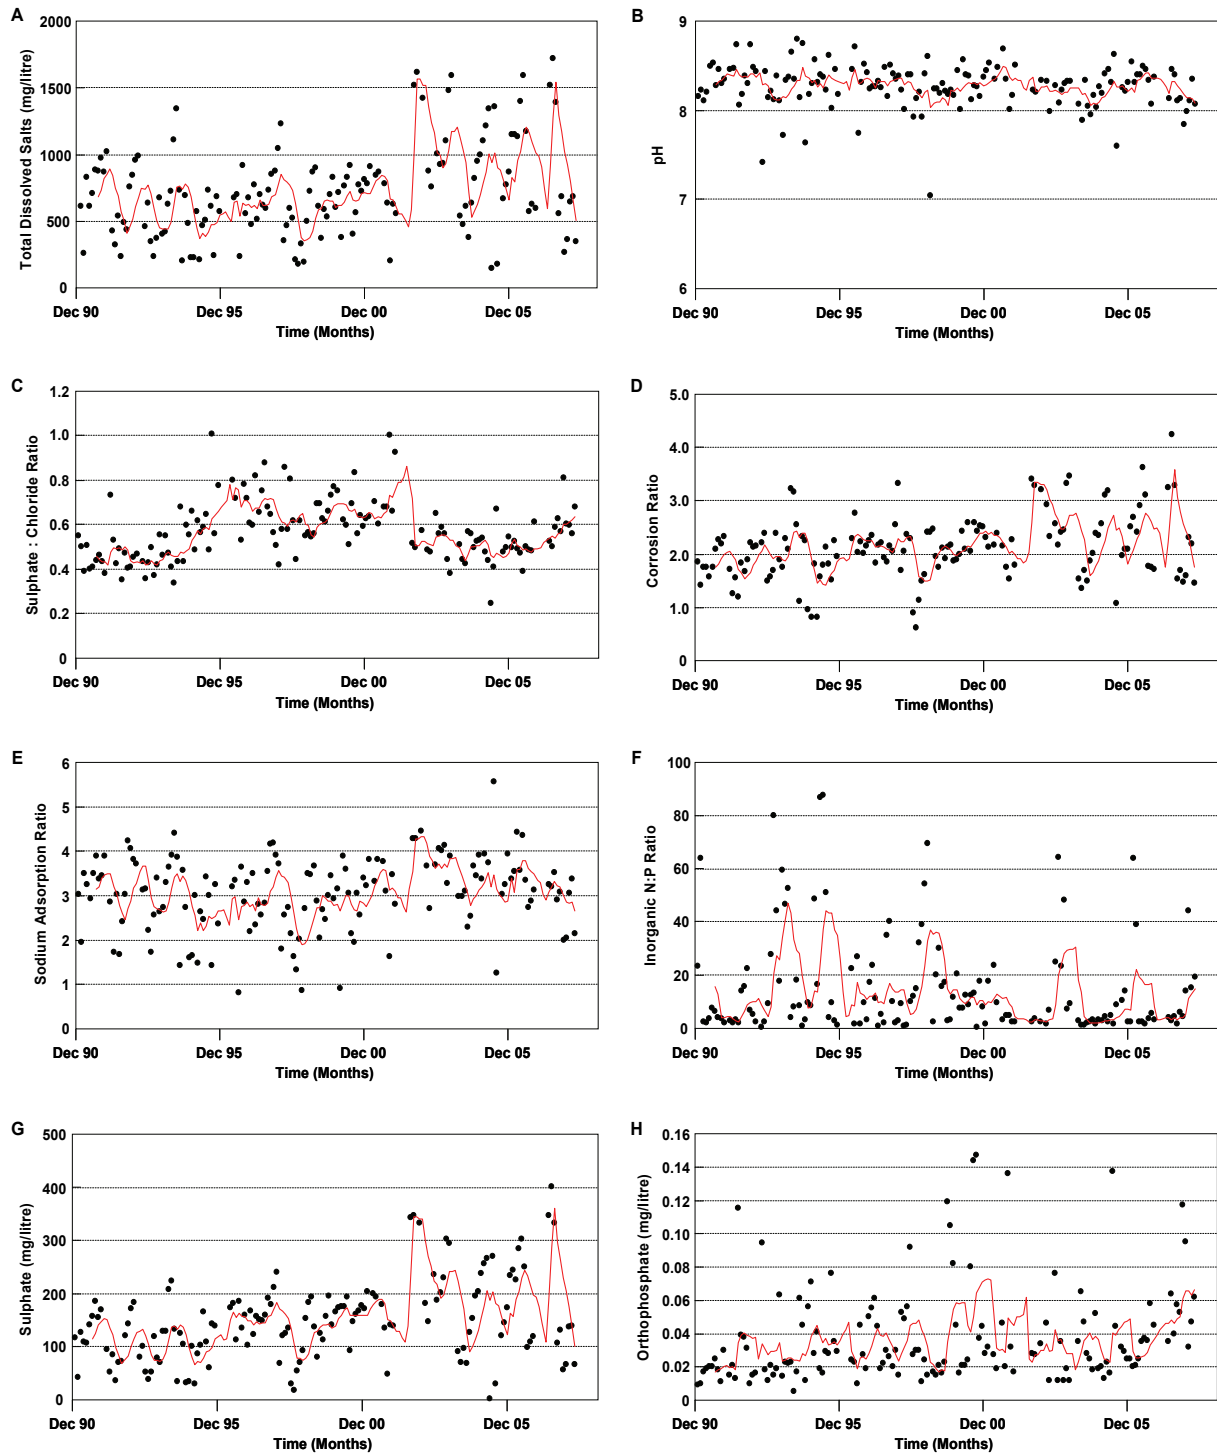 A
Total Dissolved Salts (mg/litre)
2000
1500
1000
500
0
Dec 90
Dec 95
Dec 00
Dec 05
Time (Months)
B
pH
9
8
7
6
Dec 90
Dec 95
Dec 00
Dec 05
Time (Months)
C
Sulphate : Chloride Ratio
1.2
1.0
0.8
0.6
0.4
0.2
0
Dec 90
Dec 95
Dec 00
Dec 05
Time (Months)
D
Corrosion Ratio
5.0
4.0
3.0
2.0
1.0
0
Dec 90
Dec 95
Dec 00
Dec 05
Time (Months)
E
Sodium Adsorption Ratio
6
5
4
3
2
1
0
Dec 90
Dec 95
Dec 00
Dec 05
Time (Months)
F
Inorganic N:P Ratio
100
80
60
40
20
0
Dec 90
Dec 95
Dec 00
Dec 05
Time (Months)
G
Sulphate (mg/litre)
500
400
300
200
100
0
Dec 90
Dec 95
Dec 00
Dec 05
Time (Months)
H
Orthophosphate (mg/litre)
0.16
0.14
0.12
0.10
0.08
0.06
0.04
0.02
0
Dec 90
Dec 95
Dec 00
Dec 05
Time (Months)